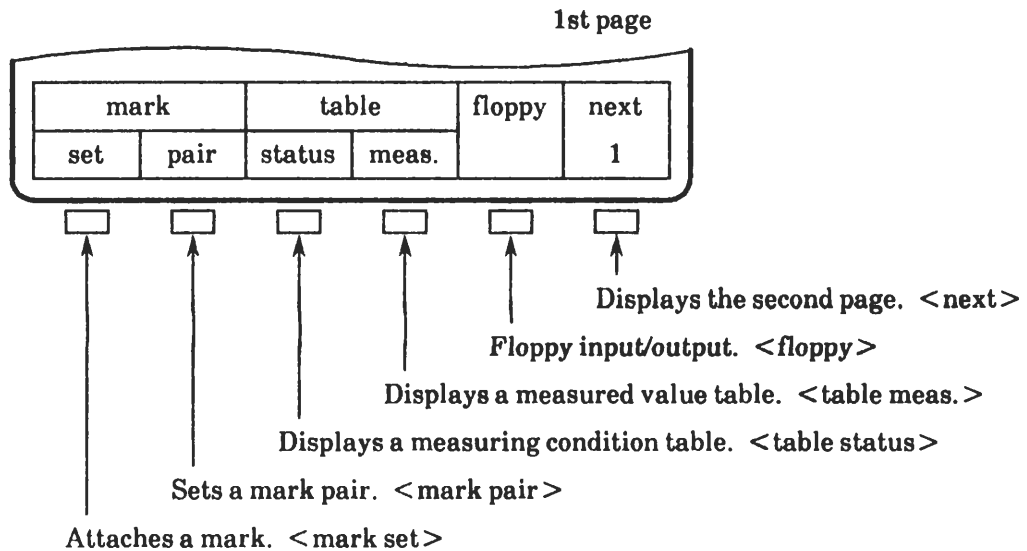 1st page
mark table floppy next
set pair status meas. 1
Displays the second page. <next>
Floppy input/output. <floppy>
Displays a measured value table. <table meas.>
Displays a measuring condition table. <table status>
Sets a mark pair. <mark pair>
Attaches a mark. <mark set>